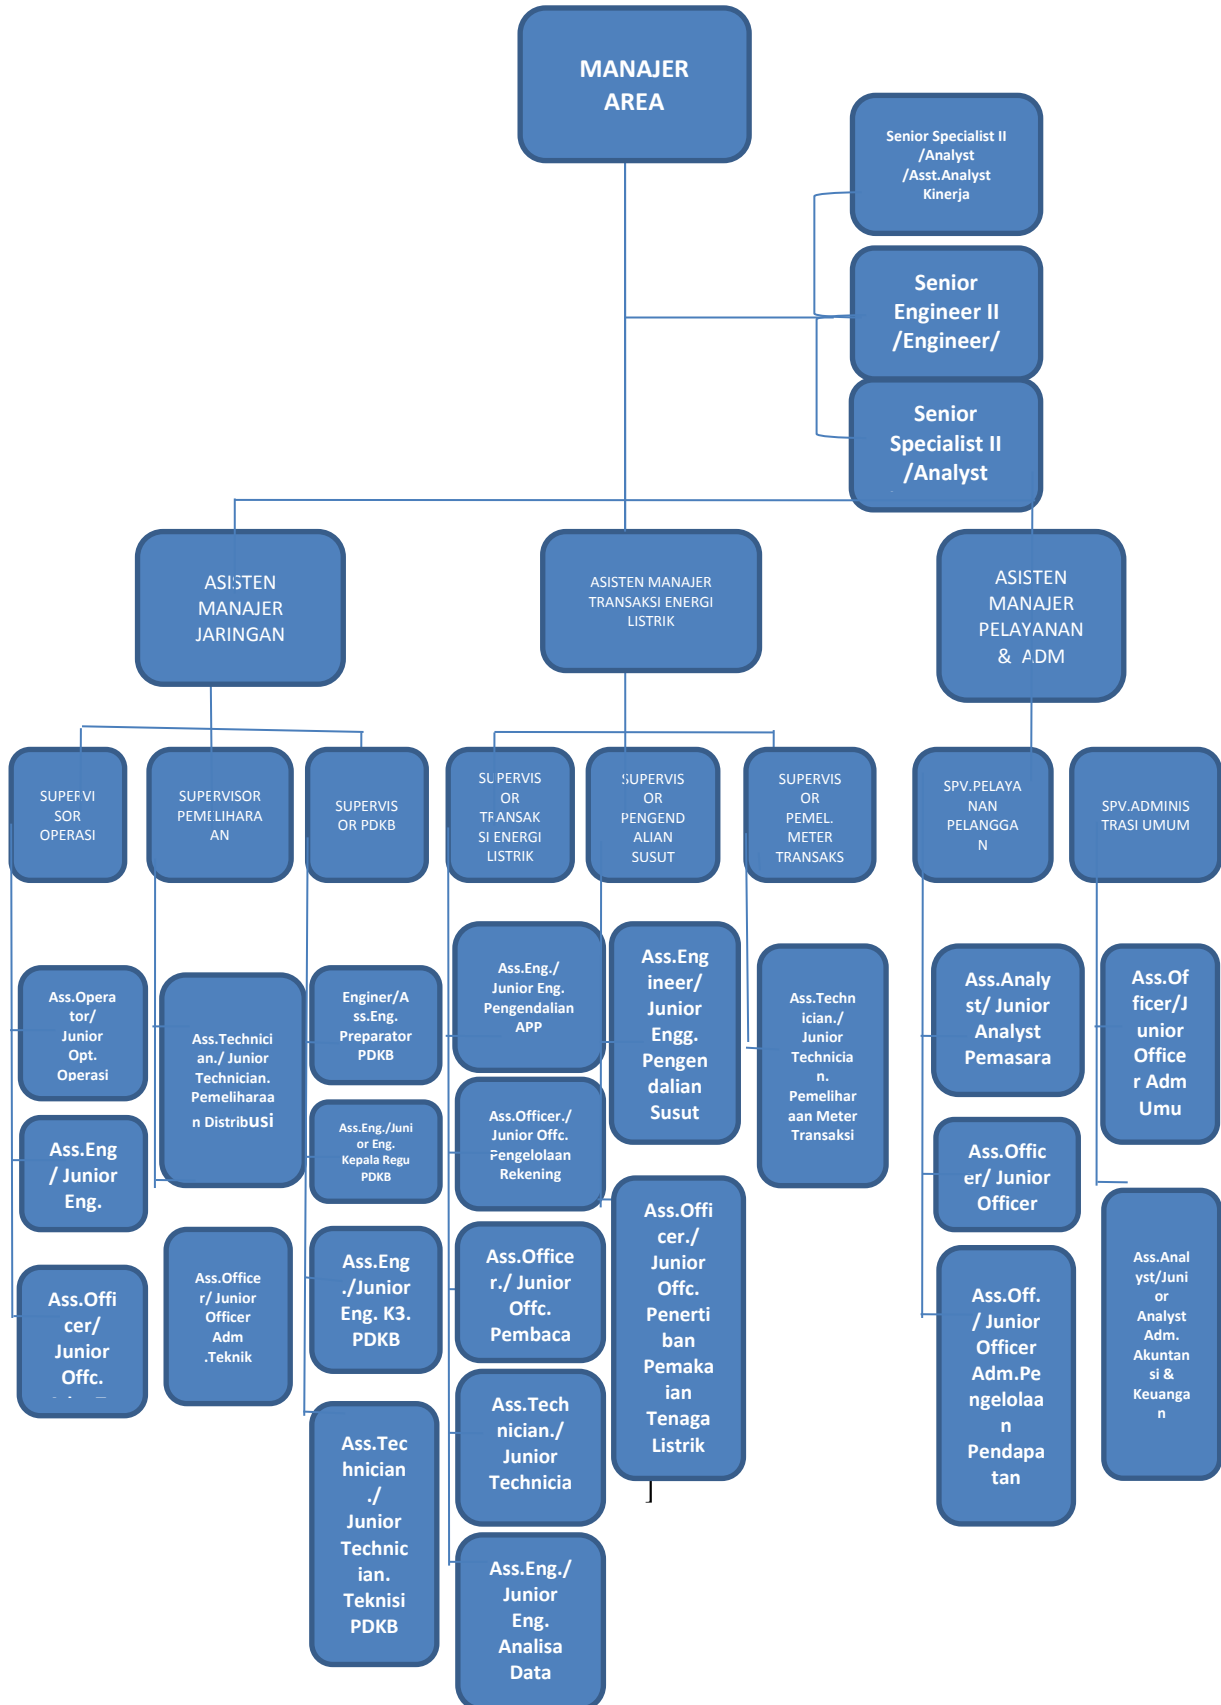 MANAJER
AREA
Senior Specialist II
/Analyst
/Asst.Analyst
Kinerja
Senior
Engineer II
/Engineer/
Senior
Specialist II
/Analyst
ASISTEN
MANAJER
JARINGAN
ASISTEN MANAJER
TRANSAKSI ENERGI
LISTRIK
ASISTEN
MANAJER
PELAYANAN
& ADM
SUPERVI
SOR
OPERASI
SUPERVISOR
PEMELIHARA
AN
SUPERVIS
OR PDKB
SUPERVIS
OR
TRANSAK
SI ENERGI
LISTRIK
SUPERVIS
OR
PENGEND
ALIAN
SUSUT
SUPERVIS
OR
PEMEL.
METER
TRANSAKS
SPV.PELAYA
NAN
PELANGGA
N
SPV.ADMINIS
TRASI UMUM
Ass.Opera
tor/
Junior
Opt.
Operasi
Ass.Eng
/ Junior
Eng.
Ass.Offi
cer/
Junior
Offc.
Ass.Technici
an./ Junior
Technician.
Pemeliharaa
n Distribusi
Ass.Office
r/ Junior
Officer
Adm
.Teknik
Enginer/A
ss.Eng.
Preparator
PDKB
Ass.Eng./Juni
or Eng.
Kepala Regu
PDKB
Ass.Eng
./Junior
Eng. K3.
PDKB
Ass.Tec
hnician
./
Junior
Technic
ian.
Teknisi
PDKB
Ass.Eng./
Junior Eng.
Pengendalian
APP
Ass.Officer./
Junior Offc.
Pengelolaan
Rekening
Ass.Office
r./ Junior
Offc.
Pembaca
Ass.Tech
nician./
Junior
Technicia
Ass.Eng./
Junior
Eng.
Analisa
Data
Ass.Eng
ineer/
Junior
Engg.
Pengen
dalian
Susut
Ass.Offi
cer./
Junior
Offc.
Penerti
ban
Pemaka
ian
Tenaga
Listrik
Ass.Techn
ician./
Junior
Technicia
n.
Pemelihar
aan Meter
Transaksi
Ass.Analy
st/ Junior
Analyst
Pemasara
Ass.Offic
er/ Junior
Officer
Ass.Off.
/ Junior
Officer
Adm.Pe
ngelolaa
n
Pendapa
tan
Ass.Of
ficer/J
unior
Office
r Adm
Umu
Ass.Anal
yst/Juni
or
Analyst
Adm.
Akuntan
si &
Keuanga
n